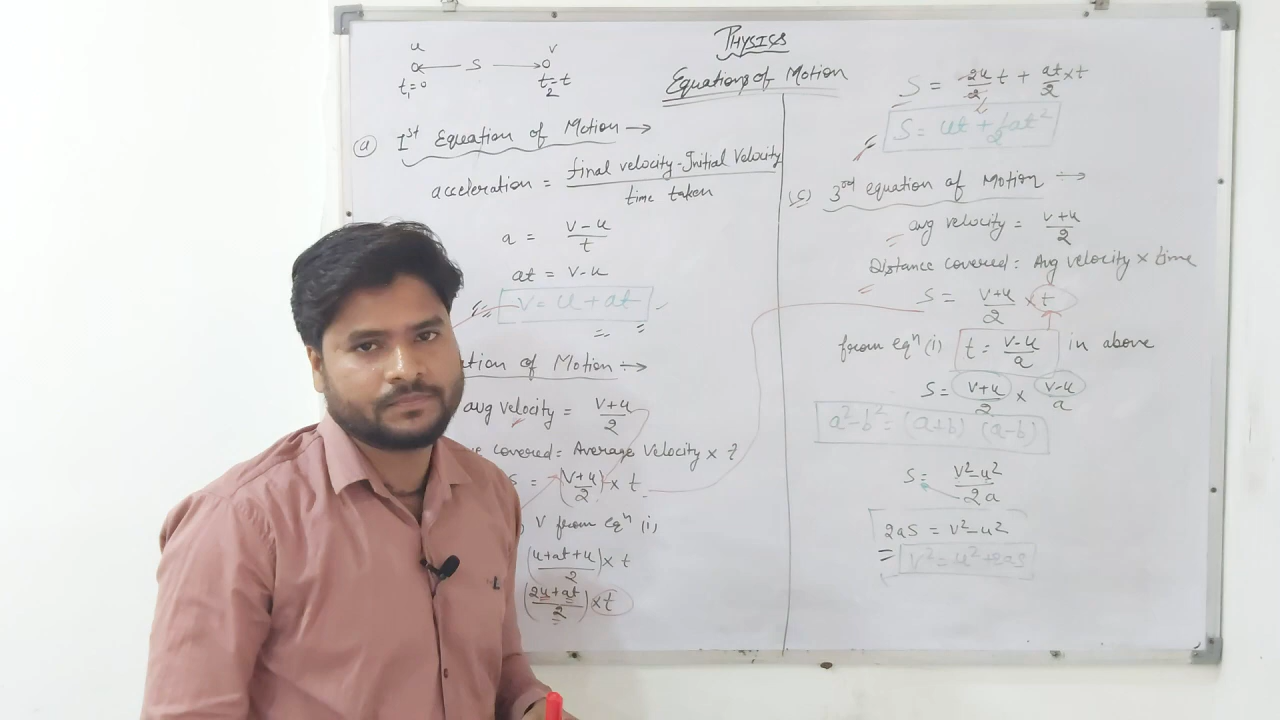 PHYSICS
Equations of Motion
u v
S
t₁=0 t₂=t
(a) Iˢᵗ Equation of Motion →
acceleration = final velocity-Initial Velocity / time taken
a = v-u / t
at = v-u
v = u + at
tion of Motion →
avg velocity = v+u / 2
covered = Average Velocity × t
S = (v+u / 2) × t
v from eqⁿ (i)
(u+at+u / 2) × t
(2u+at / 2) × t
S = 2u / 2 t + at / 2 × t
S = ut + 1/2 at²
(c) 3ʳᵈ equation of Motion →
avg velocity = v+u / 2
Distance covered = Avg velocity × time
S = v+u / 2 × t
from eqⁿ (i) t = v-u / a in above
S = v+u / 2 × v-u / a
a²-b² = (a+b) (a-b)
S = v²-u² / 2a
2as = v²-u²
v² = u²+2as